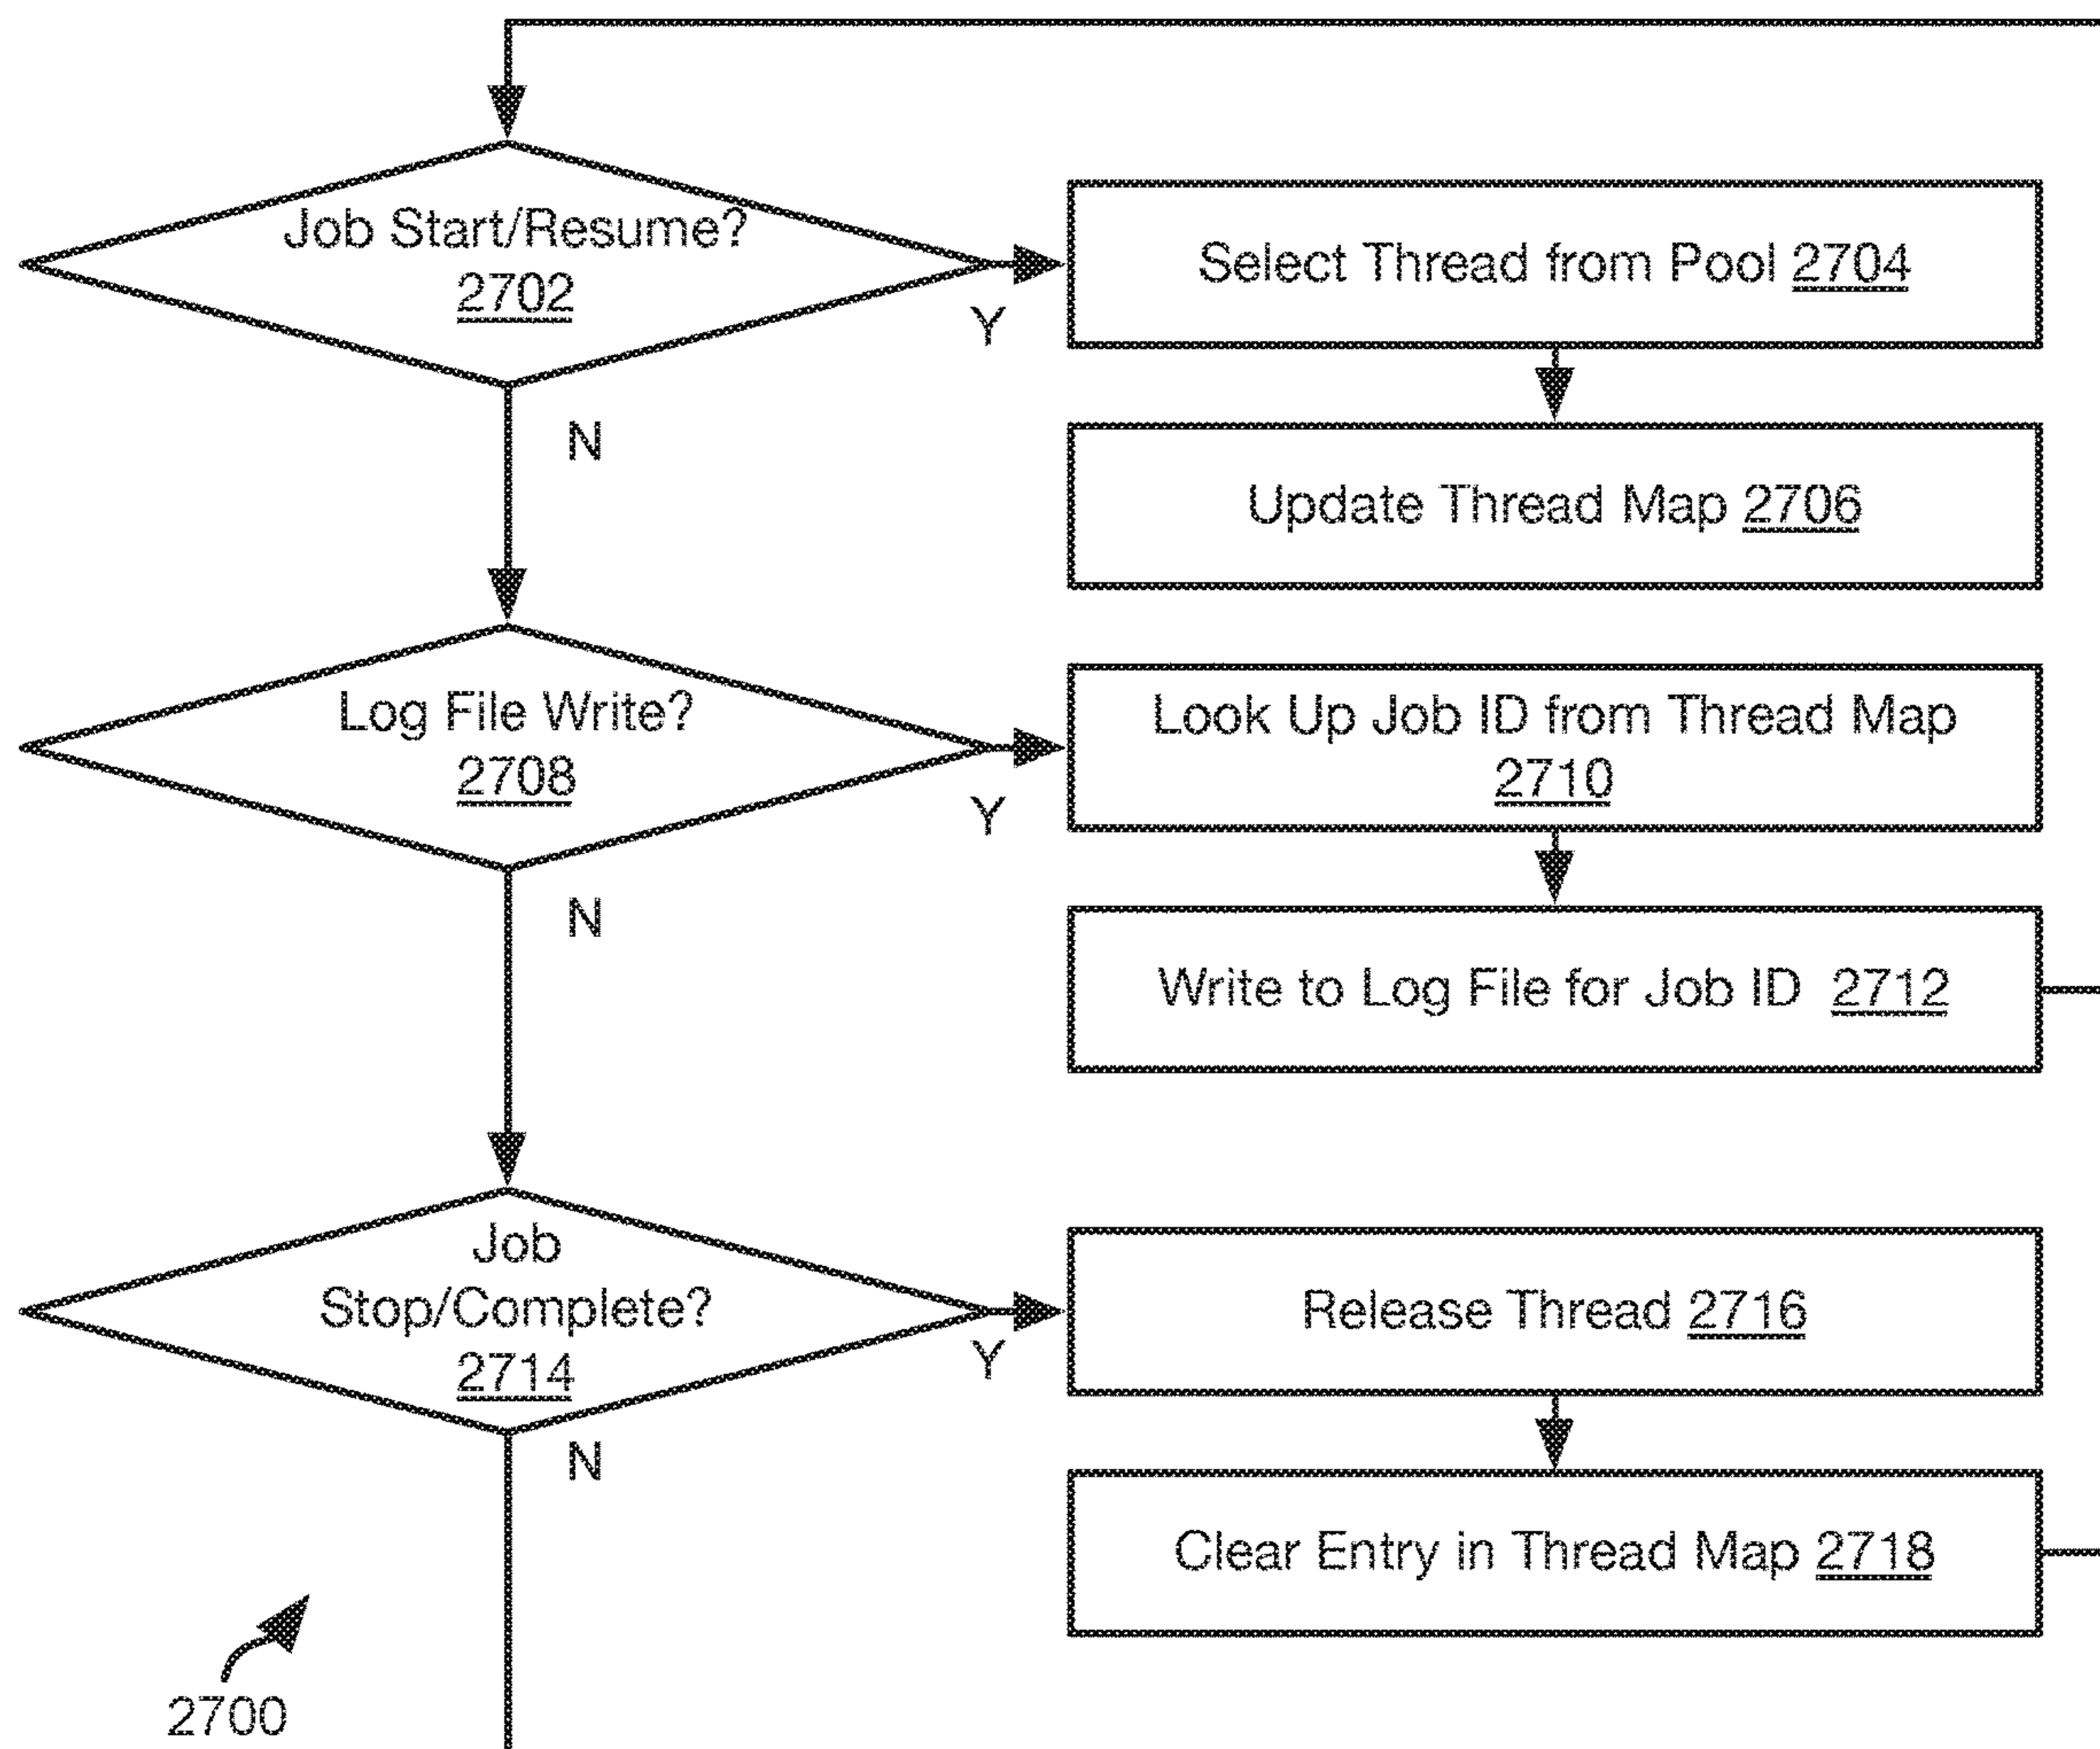 Job Start/Resume?
2702
Y
N
Select Thread from Pool 2704
Update Thread Map 2706
Log File Write?
2708
Y
N
Look Up Job ID from Thread Map
2710
Write to Log File for Job ID 2712
Job
Stop/Complete?
2714
Y
N
Release Thread 2716
Clear Entry in Thread Map 2718
2700